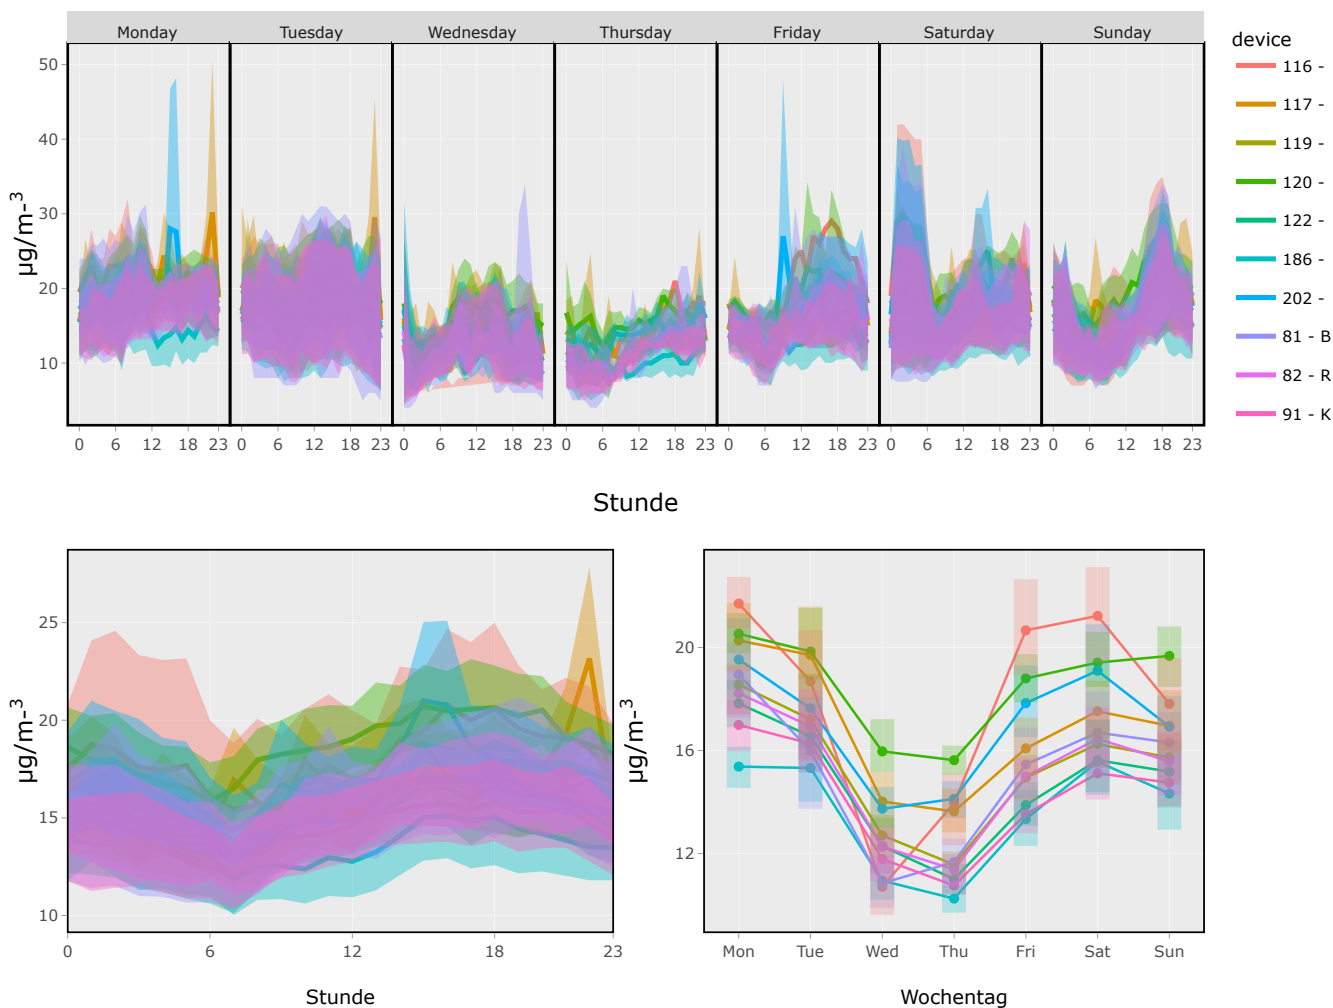 Monday Tuesday Wednesday Thursday Friday Saturday Sunday
device
116 -
117 -
119 -
120 -
122 -
186 -
202 -
81 - B
82 - R
91 - K
50
40
30
20
10
µg/m-³
0 6 12 18 23 0 6 12 18 23 0 6 12 18 23 0 6 12 18 23 0 6 12 18 23 0 6 12 18 23 0 6 12 18 23
Stunde
25
20
15
10
µg/m-³
0 6 12 18 23
Stunde
20
16
12
µg/m-³
Mon Tue Wed Thu Fri Sat Sun
Wochentag